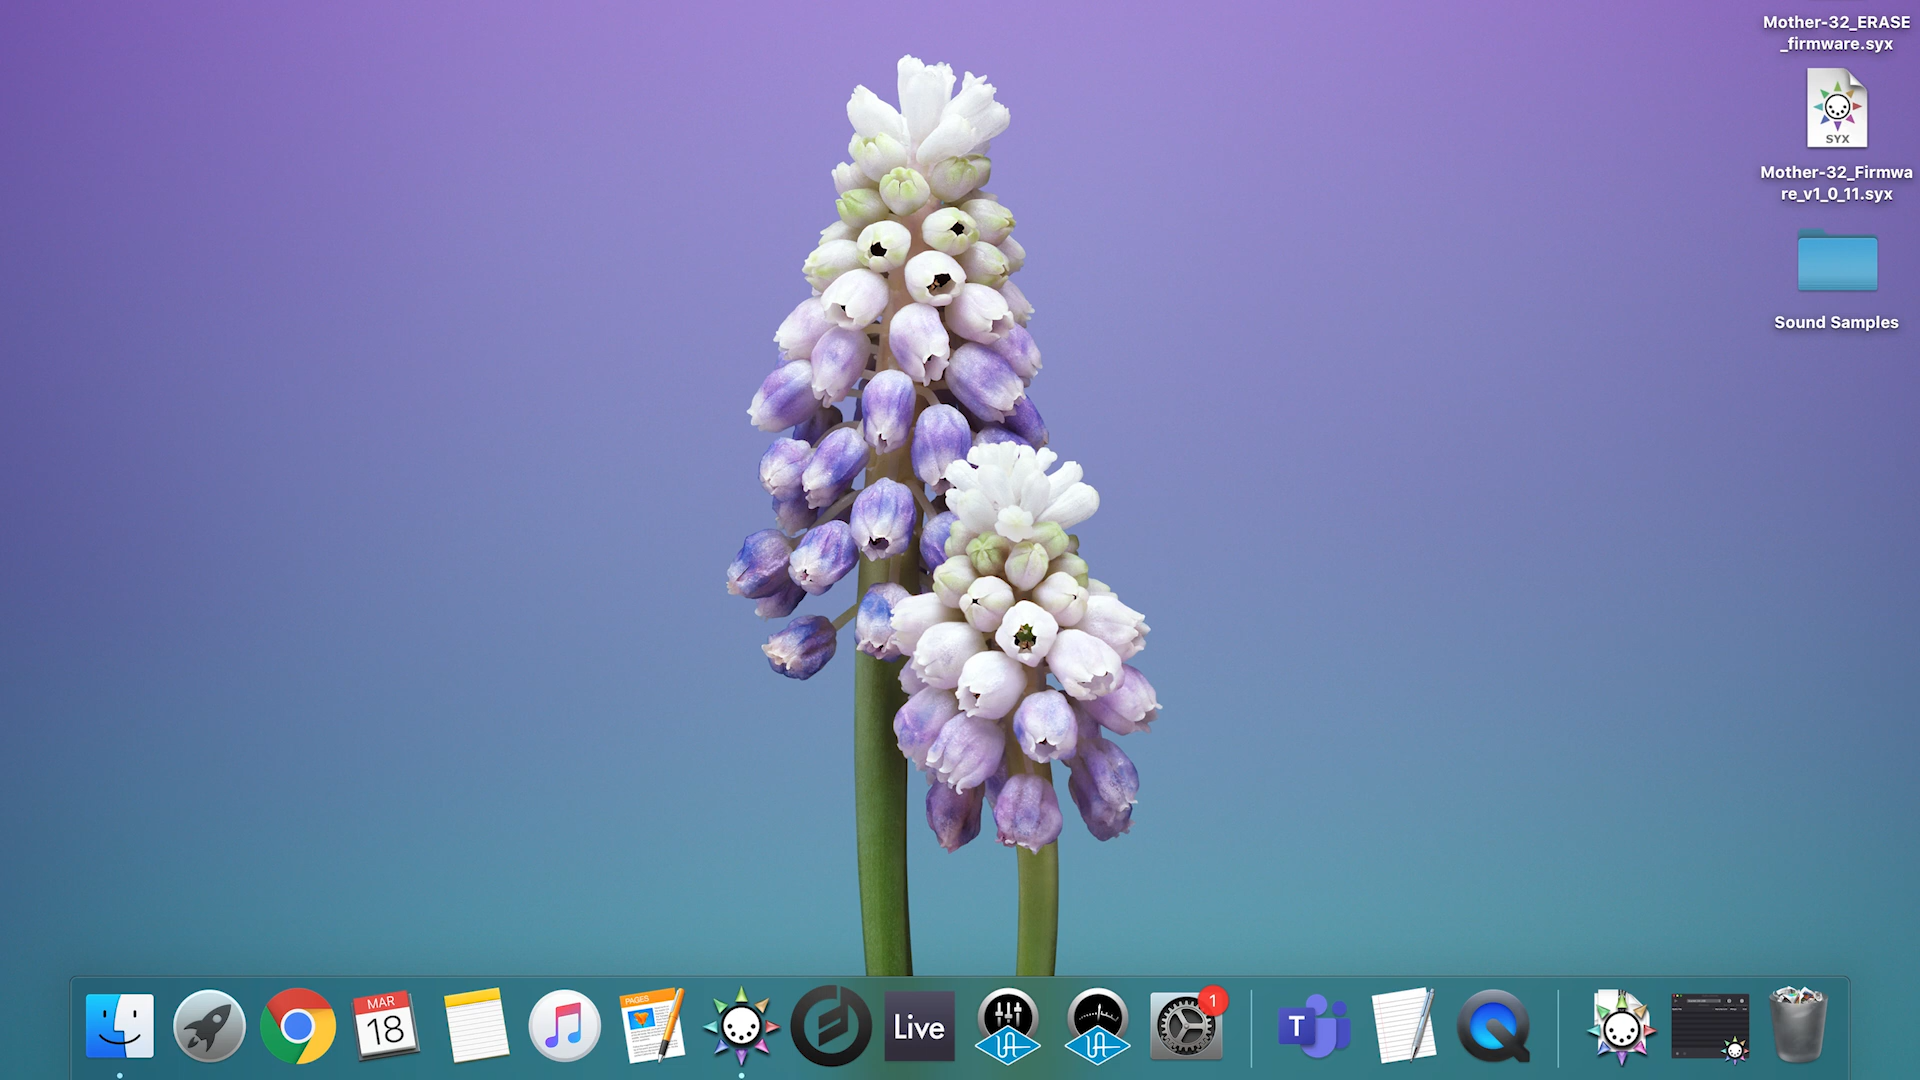 Mother-32_ERASE
_firmware.syx
SYX
Mother-32_Firmwa
re_v1_0_11.syx
Sound Samples
MAR
18
PAGES
Live
1
T